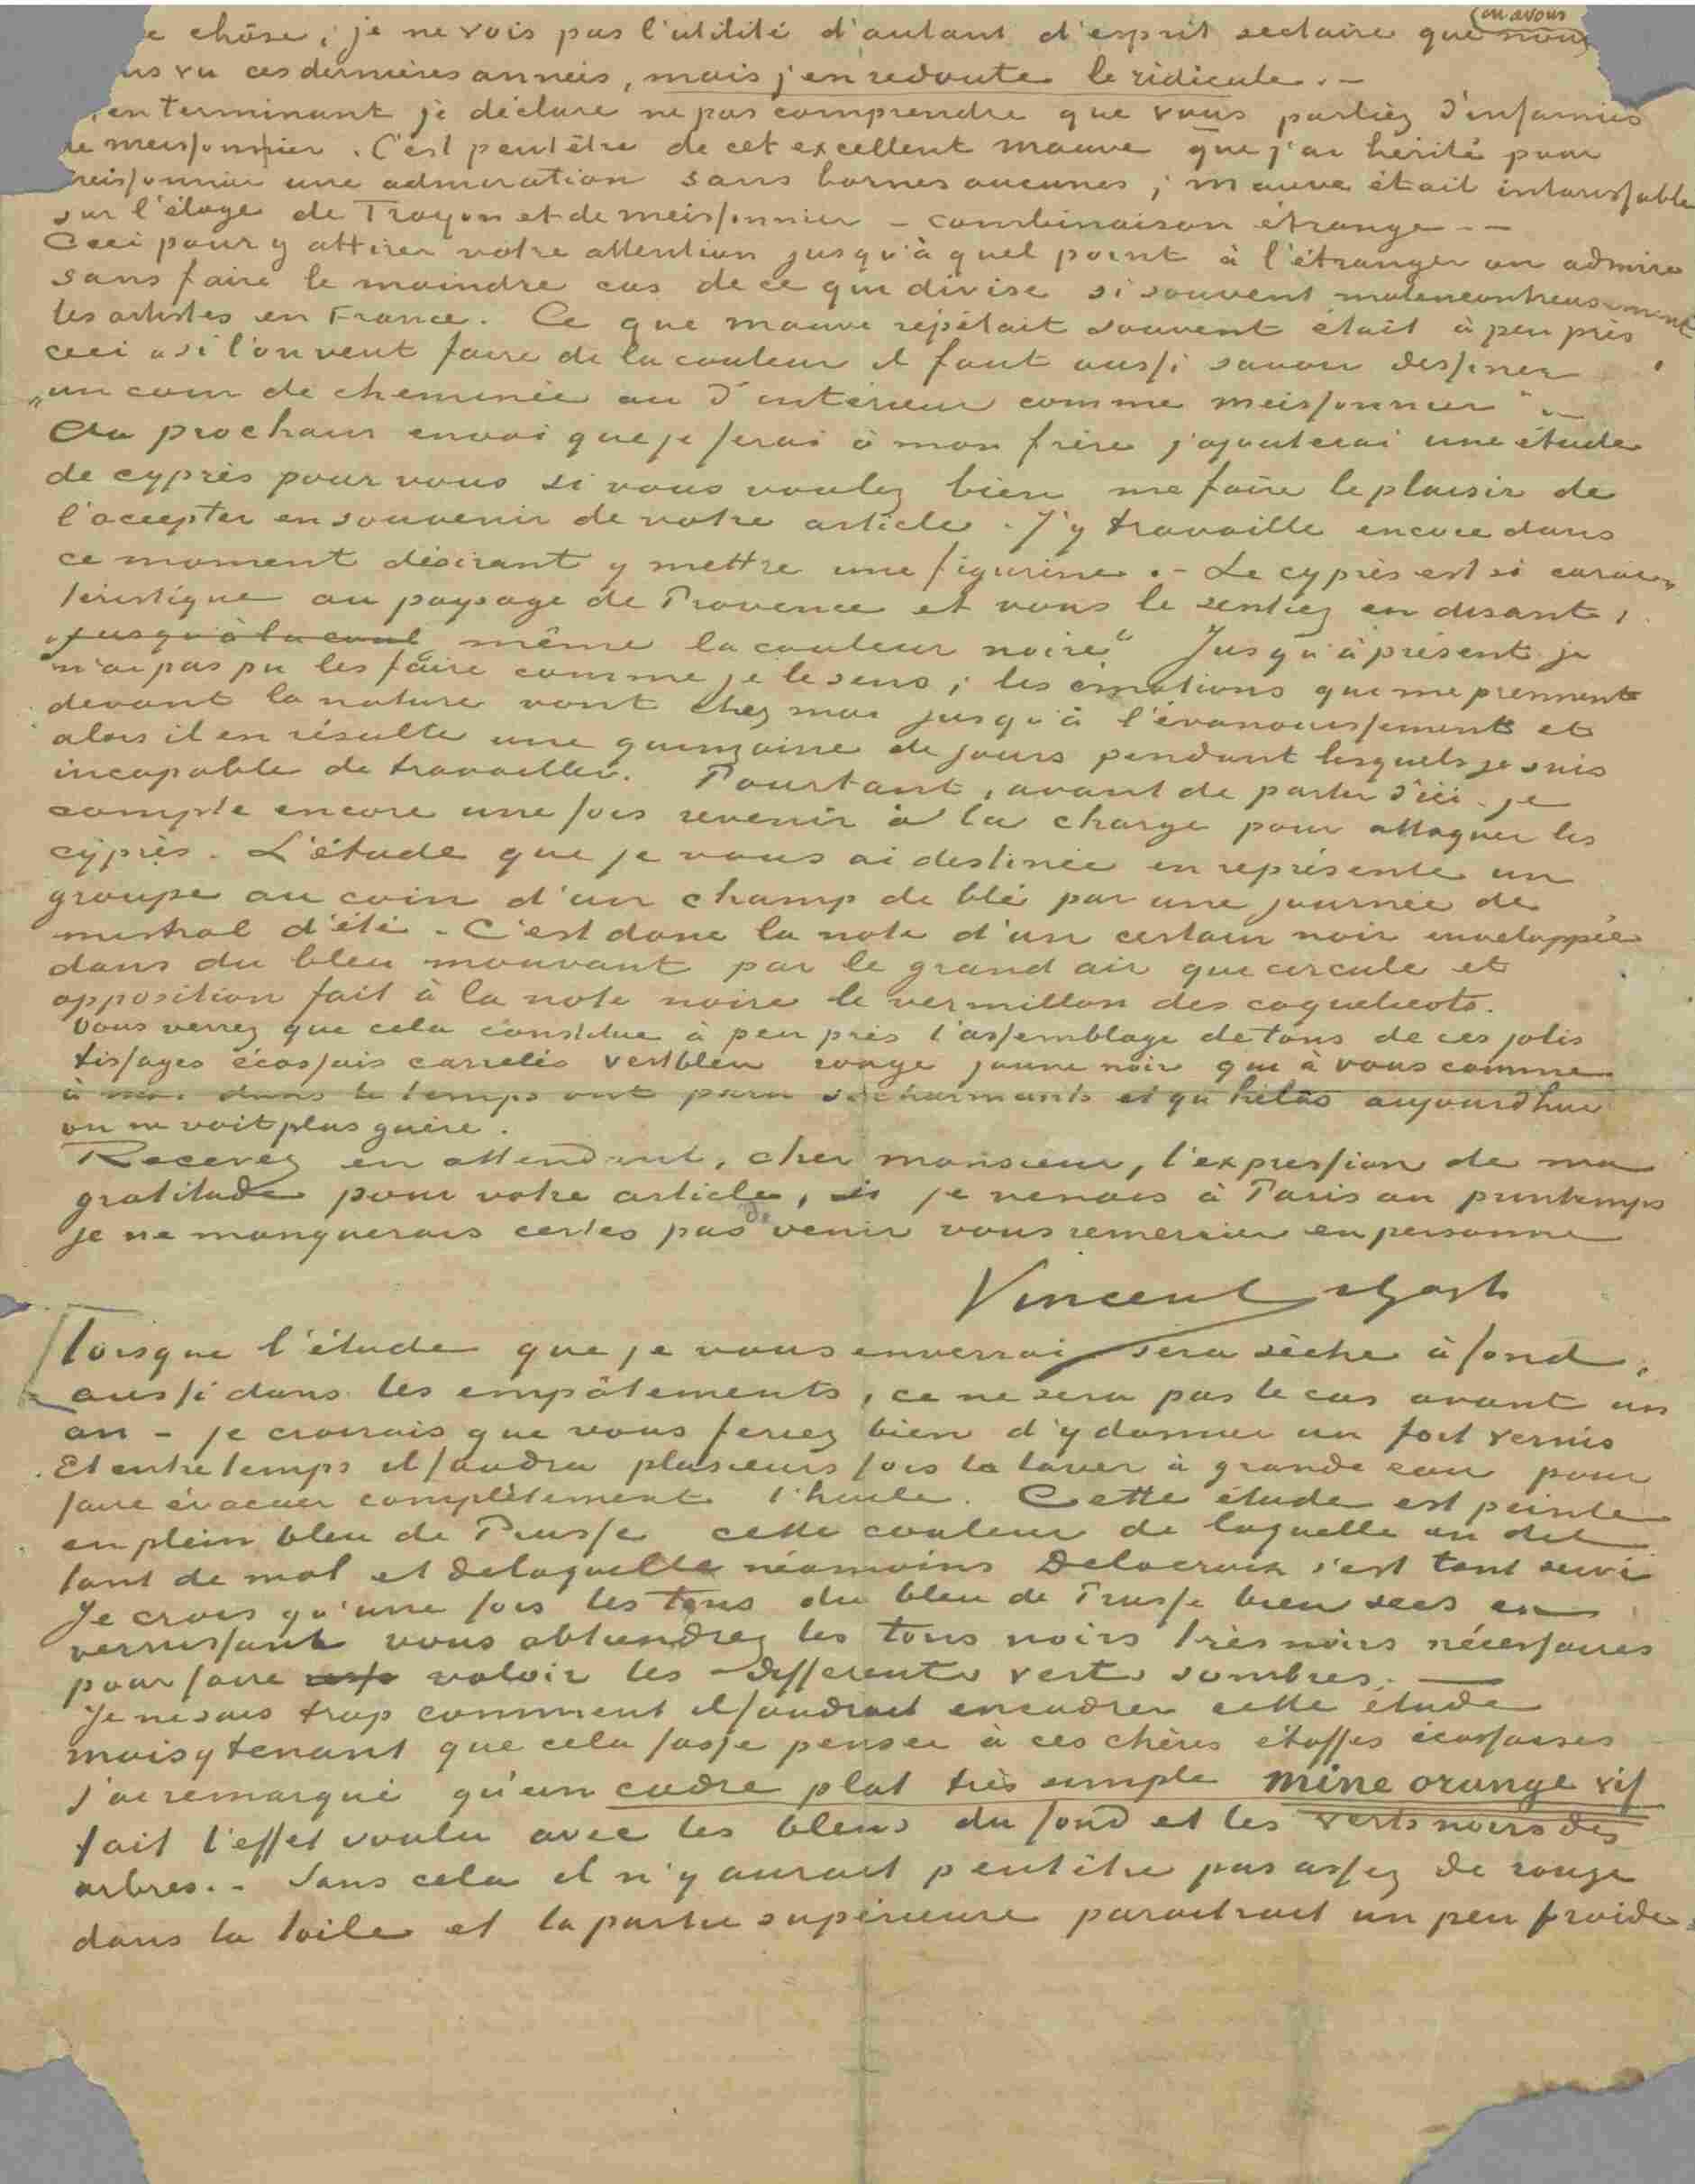 e chôse; je ne vois pas l'utilité d'autant d'esprit sectaire que nous (on avous
us vu ces dernières années, mais j'en redoute le ridicule. —
en terminant je déclare ne pas comprendre que vous parliez d'infamies
de meissonnier. C'est peutêtre de cet excellent mauve que j'ai hérité pour
meissonnier une admiration sans bornes aucunes; mauve était intarissable
sur l'éloge de Troyon et de meissonnier – combinaison étrange. —
Ceci pour y attirer votre attention jusqu'à quel point à l'étranger on admire
sans faire le moindre cas de ce qui divise si souvent malencontreusement
les artistes en France. Ce que mauve répétait souvent était à peu près
ceci „si l'on veut faire de la couleur il faut aussi savoir dessiner
„un coin de cheminée ou d'intérieur comme meissonnier"
Au prochain envoi que je ferai à mon frère j'ajouterai une étude
de cyprès pour vous si vous voulez bien me faire le plaisir de
l'accepter en souvenir de votre article. J'y travaille encore dans
ce moment désirant y mettre une figurine. – Le cyprès est si carac„
téristique au paysage de Provence et vous le sentiez en disant,
„jusqu'à la coul même la couleur noire". Jusqu'à présent je
n'ai pas pu les faire comme je le sens; les émotions qui me prennent
devant la nature vont chez moi jusqu'à l'évanouissement et
alors il en résulte une quinzaine de jours pendant lesquels je suis
incapable de travailler. Pourtant, avant de partir d'ici, je
compte encore une fois revenir à la charge pour attaquer les
cyprès. L'étude que je vous ai destinée en représente un
groupe au coin d'un champ de blé par une journée de
mistral d'été. – C'est donc la note d'un certain noir enveloppée
dans du bleu mouvant par le grand air qui circule et
opposition fait à la note noire le vermillon des coquelicots.
Vous verrez que cela constitue à peu près l'assemblage de tons de ces jolis
tissages écossais carrelés vert bleu rouge jaune noir qui à vous comme
à moi dans le temps ont paru si charmants et qu'hélas aujourd'hui
on ne voit plus guère.
Recevez en attendant, cher monsieur, l'expression de ma
gratitude pour votre article, si je venais à Paris au printemps
je ne manquerais certes pas de venir vous remercier en personne
Vincent v Gogh
Lorsque l'étude que je vous enverrai sera sèche à fond,
aussi dans les empâtements, ce ne sera pas le cas avant un
an – je croirais que vous feriez bien d'y donner un fort vernis
Et entre temps il faudra plusieurs fois la laver à grande eau pour
faire évacuer complètement l'huile. Cette étude est peinte
en plein bleu de Prusse cette couleur de laquelle on dit
tant de mal et de laquelle néamoins Delacroix s'est tant servi
Je crois qu'une fois les tons du bleu de Prusse bien secs en
vernissant vous obtiendrez les tons noirs très noirs nécessaires
pour faire valoir les differents verts sombres. —
Je ne sais trop comment il faudrait encadrer cette étude
mais y tenant que cela fasse penser à ces chères étoffes écossaises
j'ai remarqué qu'un cadre plat très simple mine orange vif
fait l'effet voulu avec les bleus du fond et les verts noirs des
arbres. – Sans cela il n'y aurait peutêtre pas assez de rouge
dans la toile et la partie supérieure paraitrait un peu froide.